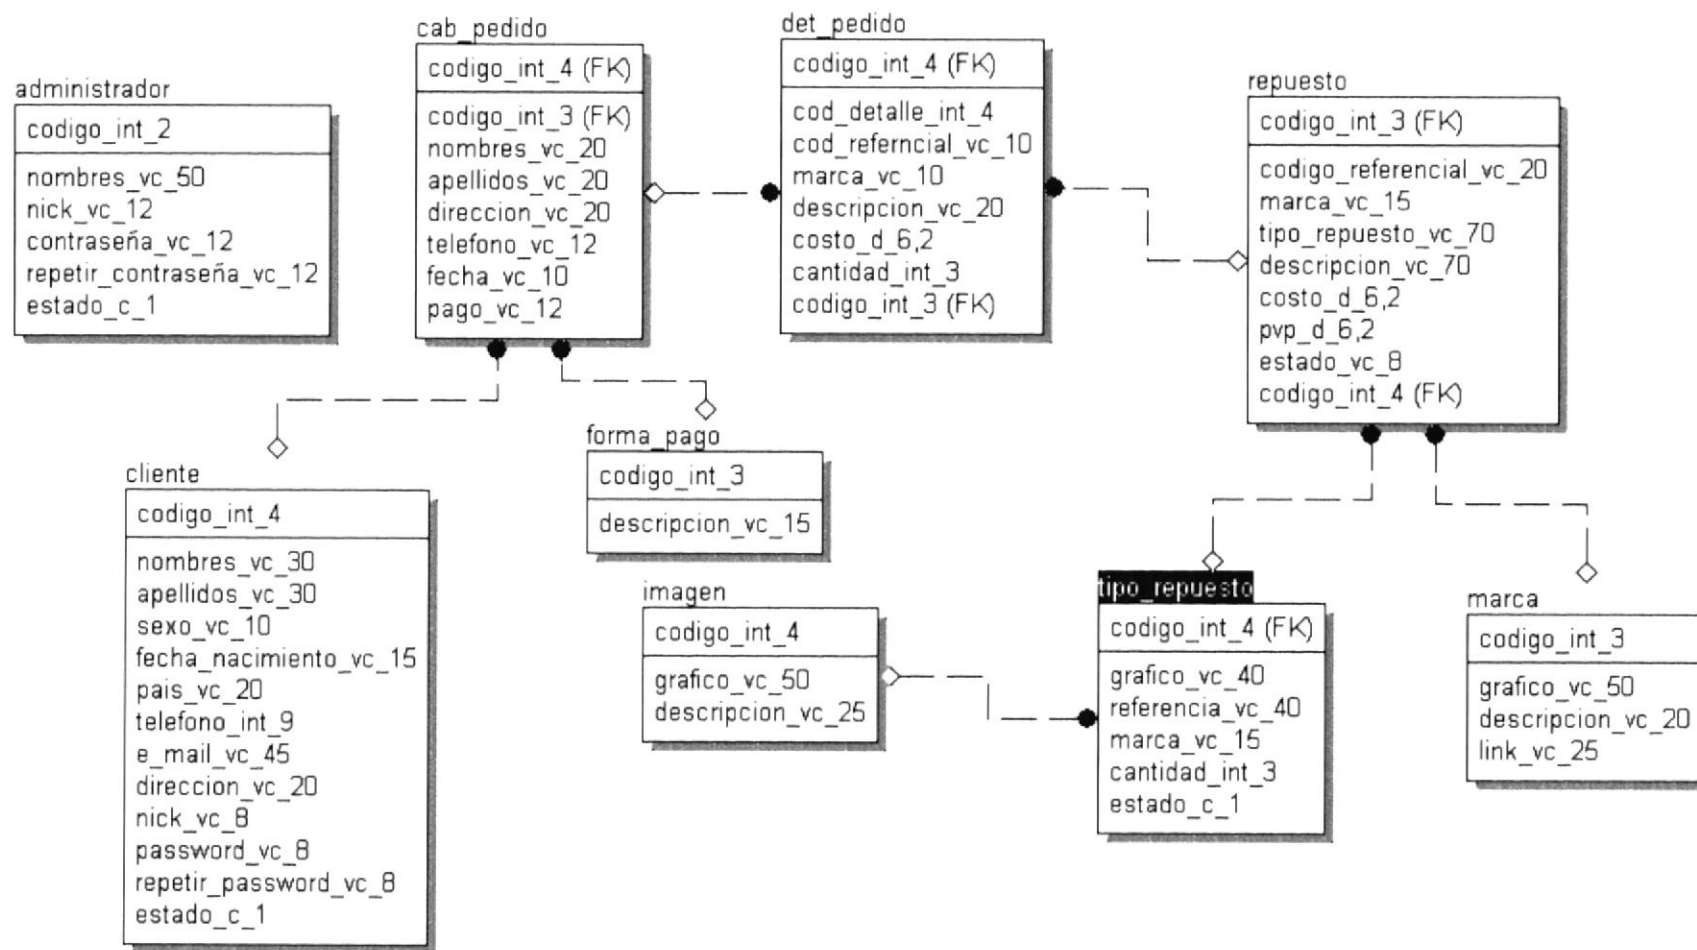 administrador
codigo_int_2
nombres_vc_50
nick_vc_12
contraseña_vc_12
repetir_contraseña_vc_12
estado_c_1
cab_pedido
codigo_int_4 (FK)
codigo_int_3 (FK)
nombres_vc_20
apellidos_vc_20
direccion_vc_20
telefono_vc_12
fecha_vc_10
pago_vc_12
det_pedido
codigo_int_4 (FK)
cod_detalle_int_4
cod_referncial_vc_10
marca_vc_10
descripcion_vc_20
costo_d_6,2
cantidad_int_3
codigo_int_3 (FK)
repuesto
codigo_int_3 (FK)
codigo_referencial_vc_20
marca_vc_15
tipo_repuesto_vc_70
descripcion_vc_70
costo_d_6,2
pvp_d_6,2
estado_vc_8
codigo_int_4 (FK)
cliente
codigo_int_4
nombres_vc_30
apellidos_vc_30
sexo_vc_10
fecha_nacimiento_vc_15
pais_vc_20
telefono_int_9
e_mail_vc_45
direccion_vc_20
nick_vc_8
password_vc_8
repetir_password_vc_8
estado_c_1
forma_pago
codigo_int_3
descripcion_vc_15
imagen
codigo_int_4
grafico_vc_50
descripcion_vc_25
tipo_repuesto
codigo_int_4 (FK)
grafico_vc_40
referencia_vc_40
marca_vc_15
cantidad_int_3
estado_c_1
marca
codigo_int_3
grafico_vc_50
descripcion_vc_20
link_vc_25